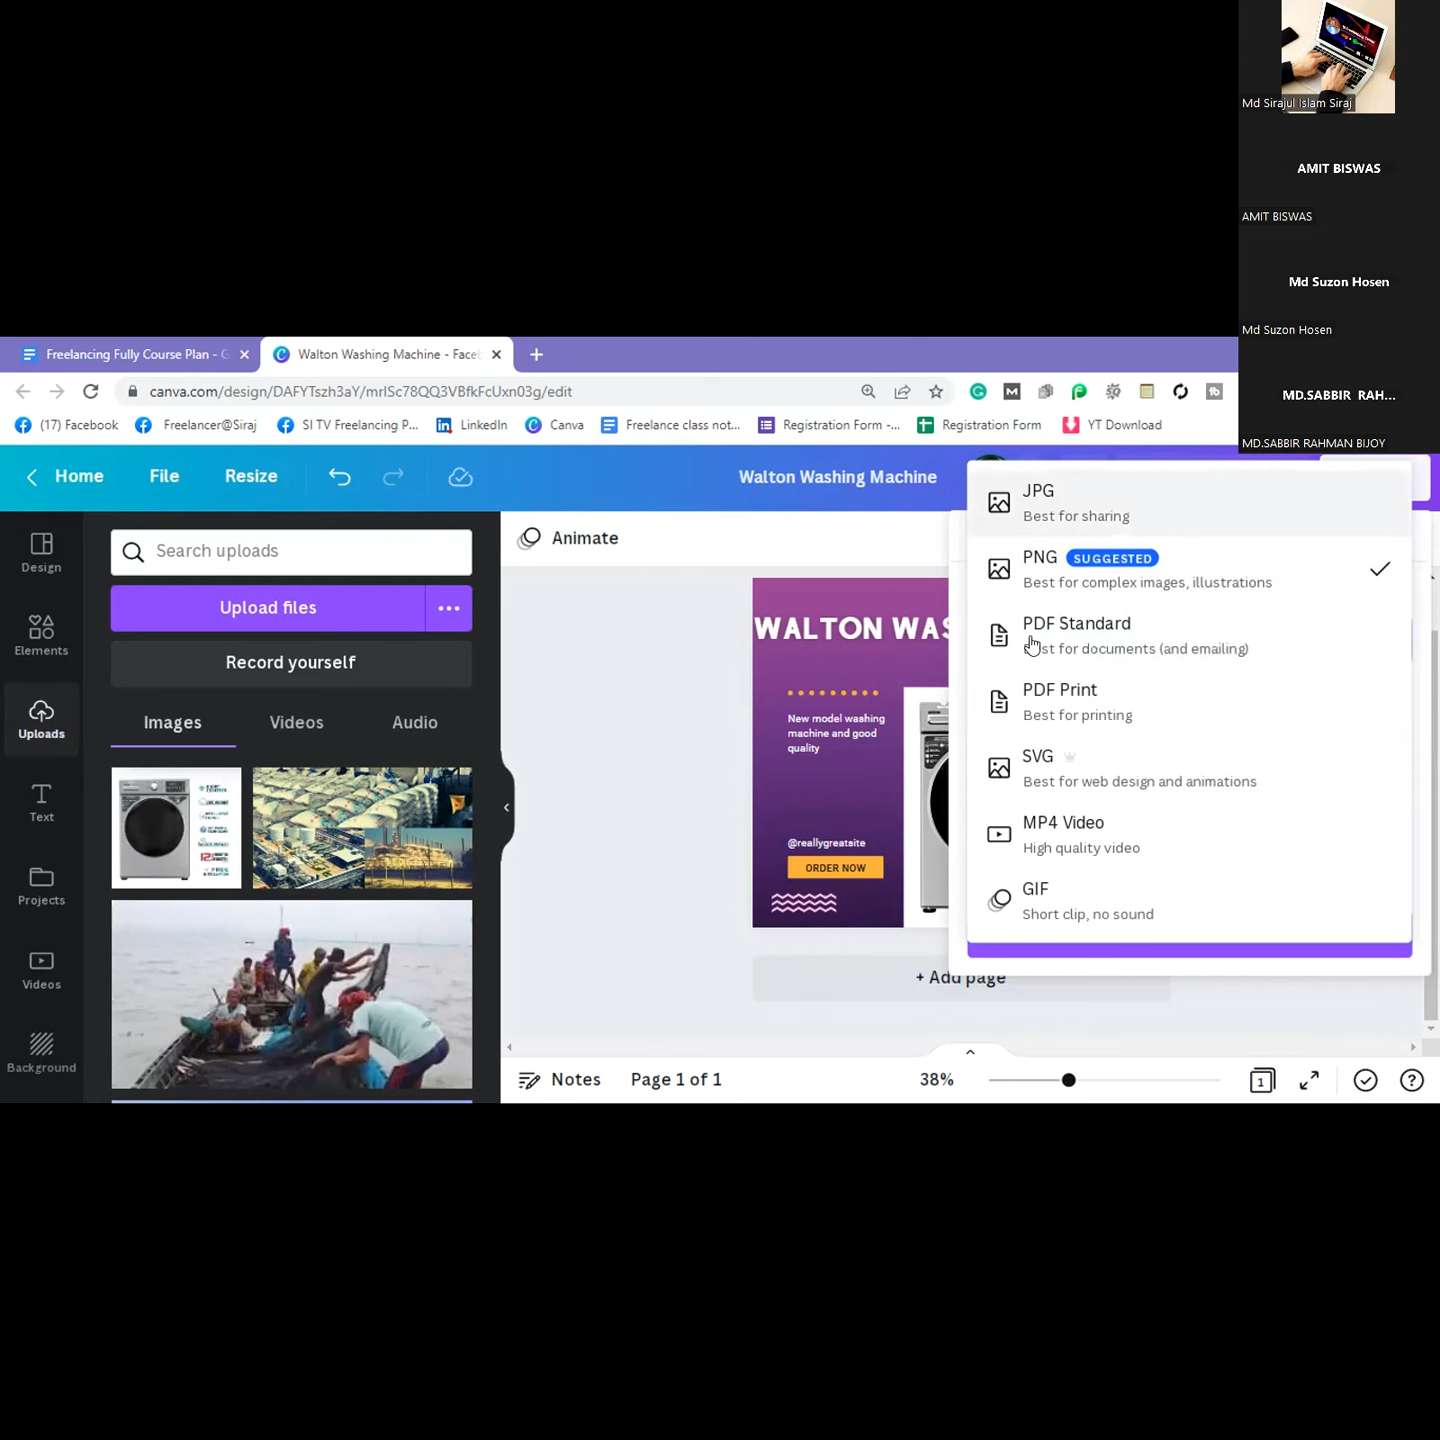 Md Sirajul Islam Siraj
AMIT BISWAS
AMIT BISWAS
Md Suzon Hosen
Md Suzon Hosen
MD.SABBIR RAH...
MD.SABBIR RAHMAN BIJOY
Freelancing Fully Course Plan - G
Walton Washing Machine - Faceb
canva.com/design/DAFYTszh3aY/mrISc78QQ3VBfkFcUxn03g/edit
(17) Facebook
Freelancer@Siraj
SI TV Freelancing P...
LinkedIn
Canva
Freelance class not...
Registration Form -...
Registration Form
YT Download
Home
File
Resize
Walton Washing Machine
Design
Elements
Uploads
Text
Projects
Videos
Background
Search uploads
Upload files
Record yourself
Images
Videos
Audio
Animate
WALTON WAS
New model washing
machine and good
quality
@reallygreatsite
ORDER NOW
JPG
Best for sharing
PNG SUGGESTED
Best for complex images, illustrations
PDF Standard
st for documents (and emailing)
PDF Print
Best for printing
SVG
Best for web design and animations
MP4 Video
High quality video
GIF
Short clip, no sound
+ Add page
Notes
Page 1 of 1
38%
1